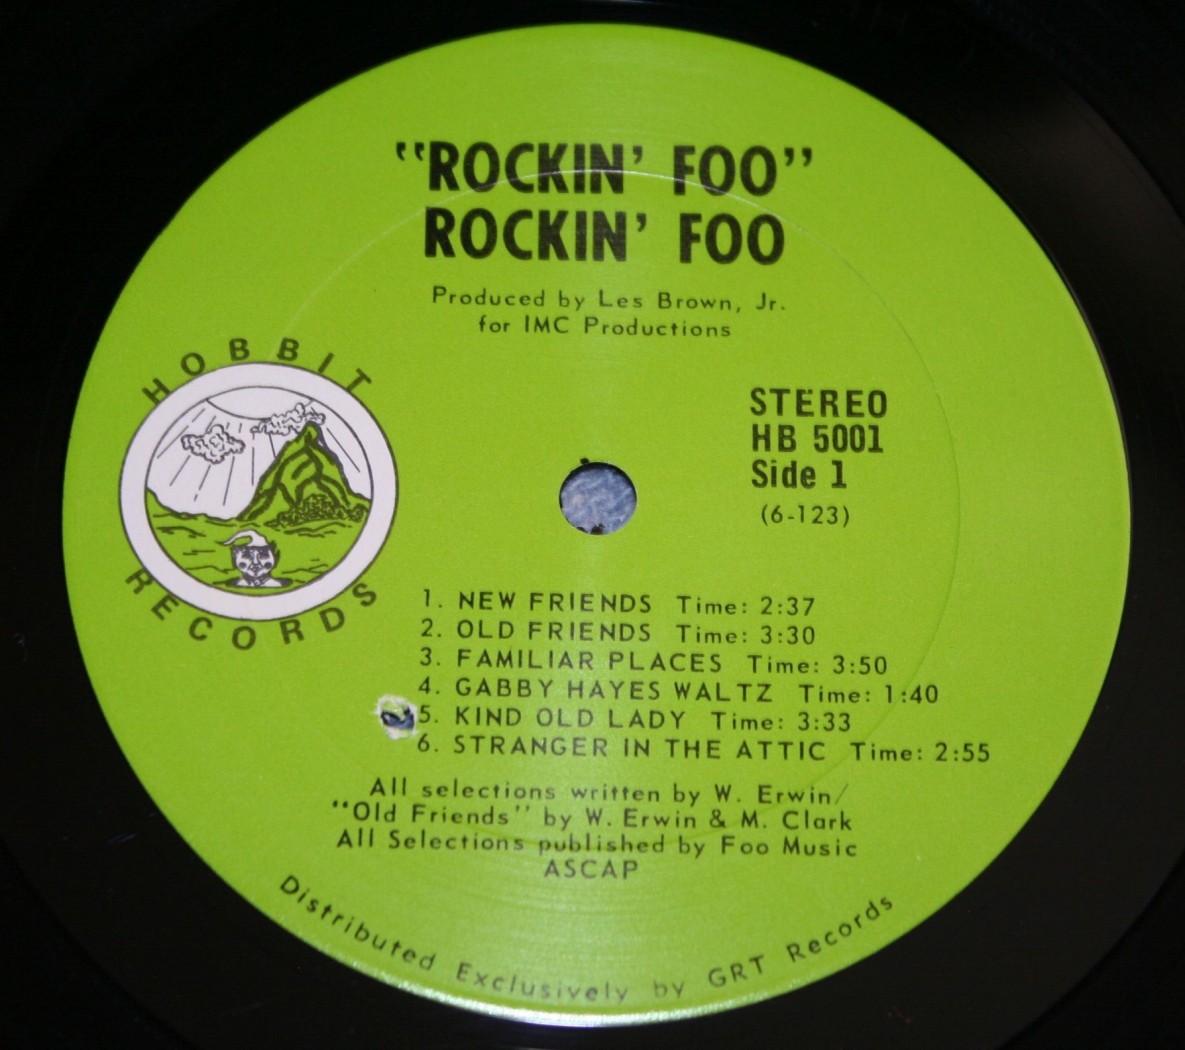 "ROCKIN' FOO"
ROCKIN' FOO
Produced by Les Brown, Jr.
for IMC Productions
HOBBIT
RECORDS
STEREO
HB 5001
Side 1
(6-123)
1. NEW FRIENDS Time: 2:37
2. OLD FRIENDS Time: 3:30
3. FAMILIAR PLACES Time: 3:50
4. GABBY HAYES WALTZ Time: 1:40
5. KIND OLD LADY Time: 3:33
6. STRANGER IN THE ATTIC Time: 2:55
All selections written by W. Erwin/
"Old Friends" by W. Erwin & M. Clark
All Selections published by Foo Music
ASCAP
Distributed Exclusively by GRT Records